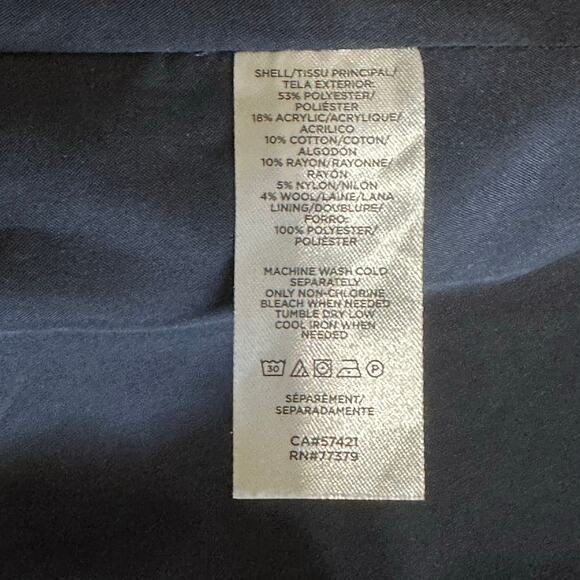 SHELL/TISSU PRINCIPAL/
TELA EXTERIOR:
53% POLYESTER/
POLIÉSTER
18% ACRYLIC/ACRYLIQUE/
ACRILICO
10% COTTON/COTON/
ALGODÓN
10% RAYON/RAYONNE/
RAYÓN
5% NYLON/NILÓN
4% WOOL/LAINE/LANA
LINING/DOUBLURE/
FORRO:
100% POLYESTER/
POLIÉSTER
MACHINE WASH COLD
SEPARATELY
ONLY NON-CHLORINE
BLEACH WHEN NEEDED
TUMBLE DRY LOW
COOL IRON WHEN
NEEDED
30 P
SÉPARÉMENT/
SEPARADAMENTE
CA#57421
RN#77379